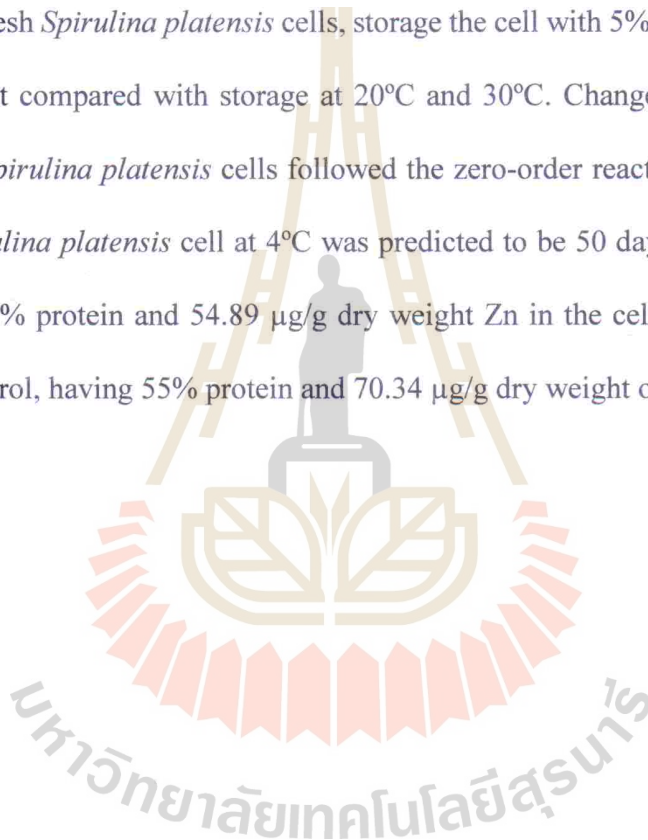 esh Spirulina platensis cells, storage the cell with 5%
t compared with storage at 20ºC and 30ºC. Change
pirulina platensis cells followed the zero-order react
lina platensis cell at 4ºC was predicted to be 50 day
% protein and 54.89 µg/g dry weight Zn in the cel
rol, having 55% protein and 70.34 µg/g dry weight o
มหาวิทยาลัยเทคโนโลยีสุรนารี